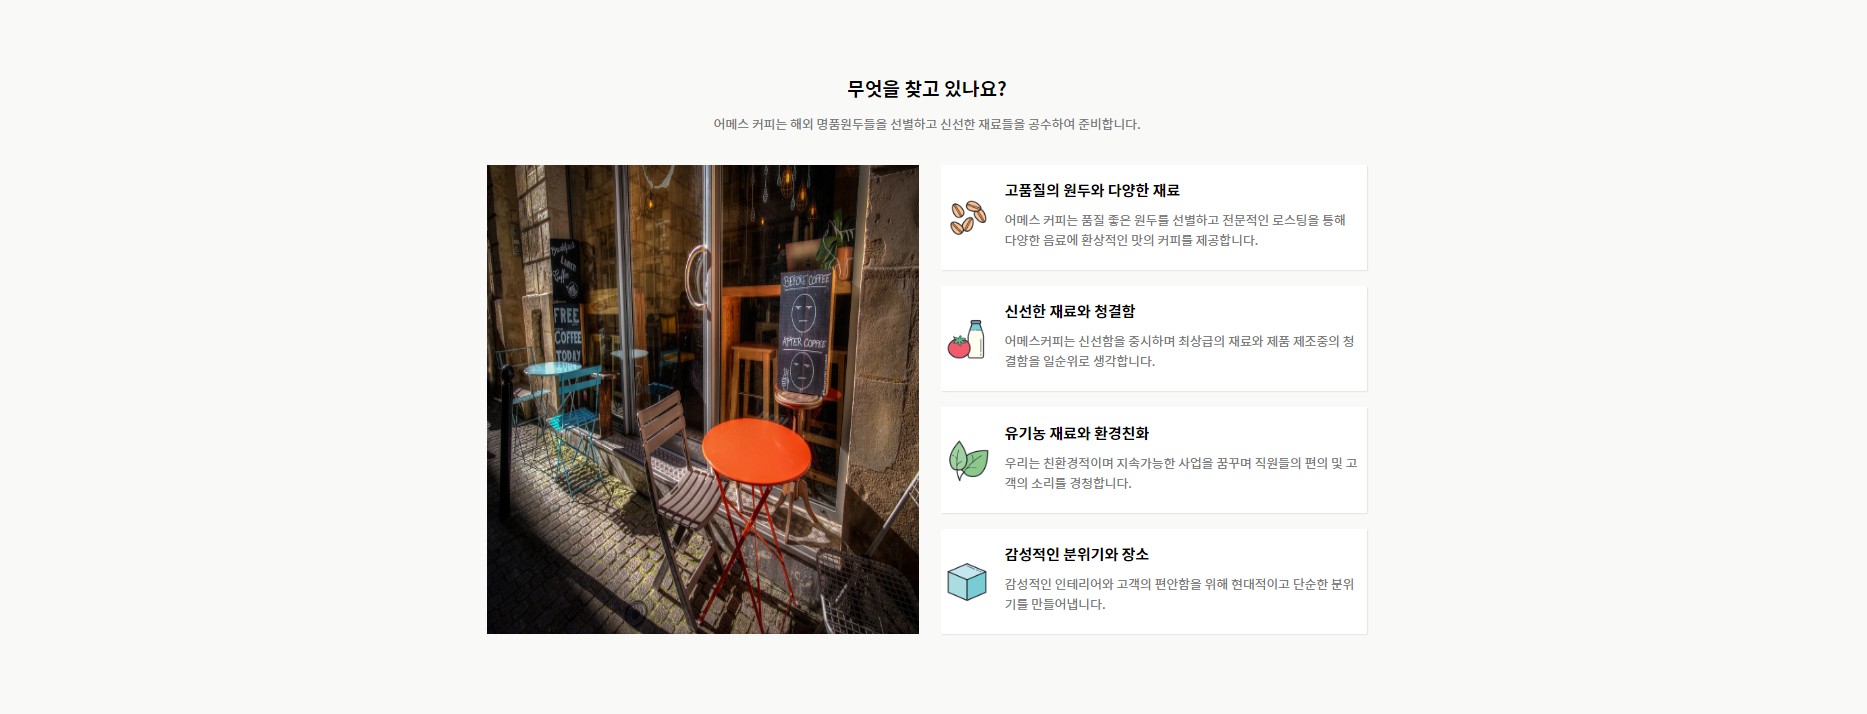 무엇을 찾고 있나요?
어메스 커피는 해외 명품원두들을 선별하고 신선한 재료들을 공수하여 준비합니다.
Breakfast
LUNCH
Coffee
FREE
COFFEE
TODAY
BEFORE COFFEE
AFTER COFFEE
고품질의 원두와 다양한 재료
어메스 커피는 품질 좋은 원두를 선별하고 전문적인 로스팅을 통해
다양한 음료에 환상적인 맛의 커피를 제공합니다.
신선한 재료와 청결함
어메스커피는 신선함을 중시하며 최상급의 재료와 제품 제조중의 청
결함을 일순위로 생각합니다.
유기농 재료와 환경친화
우리는 친환경적이며 지속가능한 사업을 꿈꾸며 직원들의 편의 및 고
객의 소리를 경청합니다.
감성적인 분위기와 장소
감성적인 인테리어와 고객의 편안함을 위해 현대적이고 단순한 분위
기를 만들어냅니다.